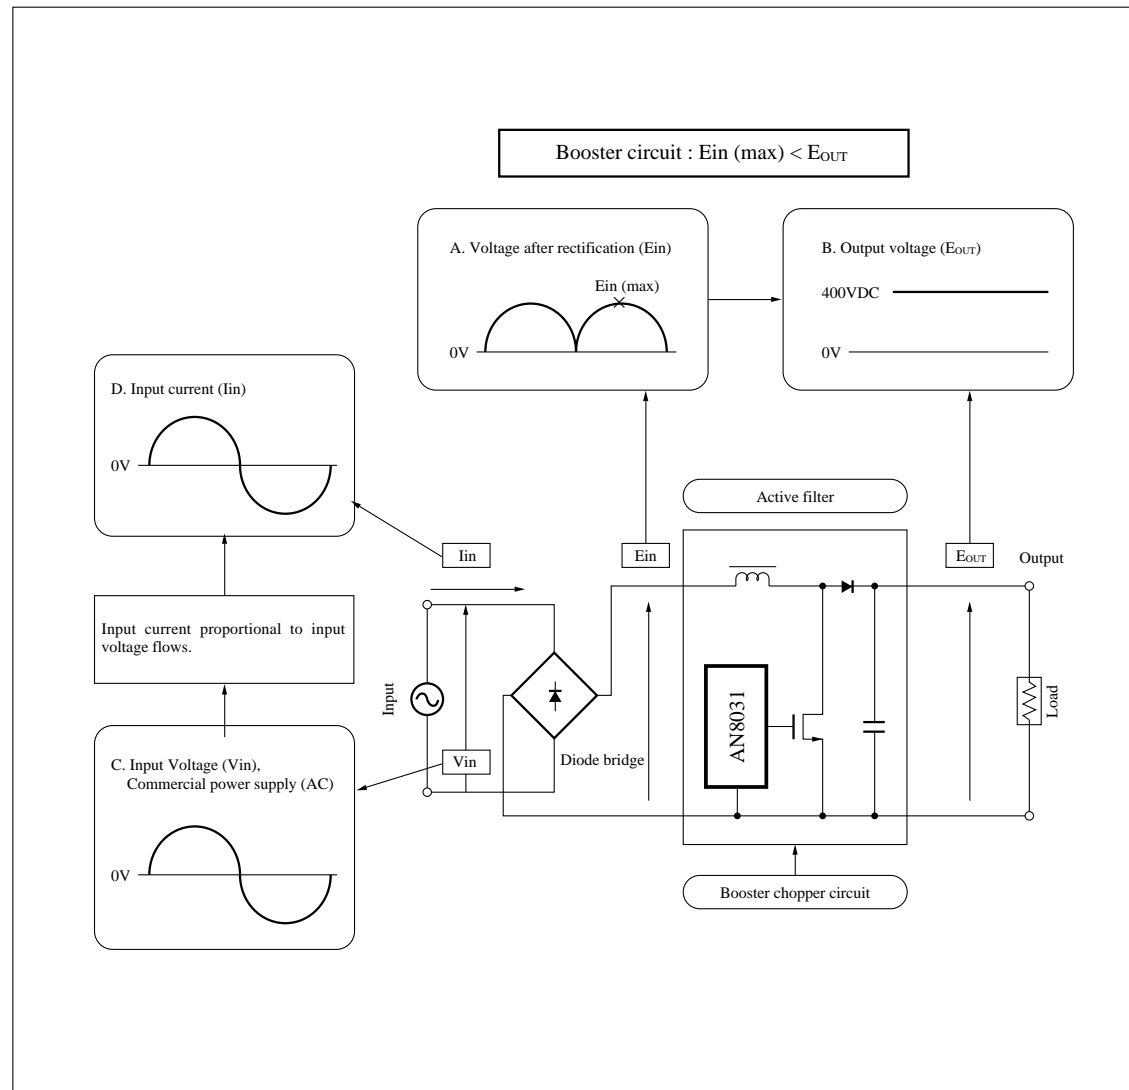 Booster circuit : Ein (max) < EOUT
A. Voltage after rectification (Ein)
Ein (max)
0V
B. Output voltage (EOUT)
400VDC
0V
D. Input current (Iin)
0V
Active filter
Iin
Ein
EOUT
Output
Input current proportional to input
voltage flows.
Input
AN8031
Load
Vin
Diode bridge
C. Input Voltage (Vin),
Commercial power supply (AC)
0V
Booster chopper circuit